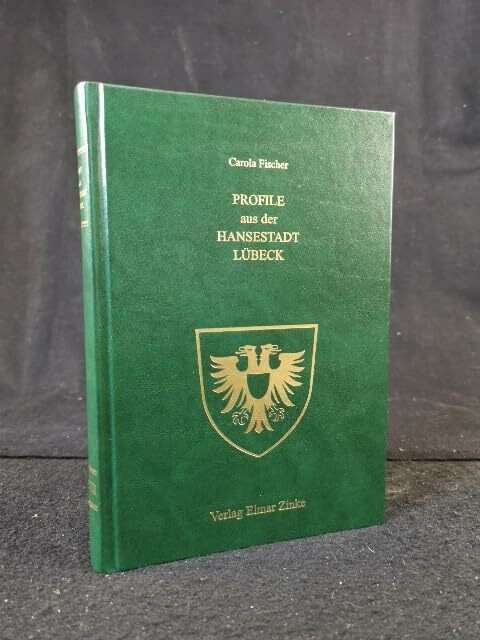 Carola Fischer
PROFILE
aus der
HANSESTADT
LÜBECK
Verlag Elmar Zinke